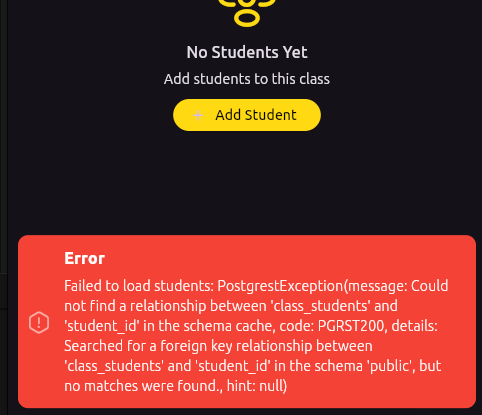 No Students Yet
Add students to this class
+ Add Student
Error
Failed to load students: PostgrestException(message: Could
not find a relationship between 'class_students' and
'student_id' in the schema cache, code: PGRST200, details:
Searched for a foreign key relationship between
'class_students' and 'student_id' in the schema 'public', but
no matches were found., hint: null)